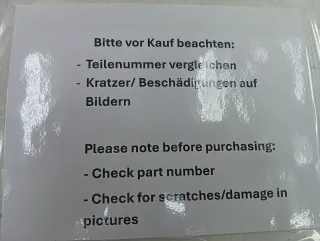 Bitte vor Kauf beachten:
- Teilenummer vergleichen
- Kratzer/ Beschädigungen auf
Bildern
Please note before purchasing:
- Check part number
- Check for scratches/damage in
pictures